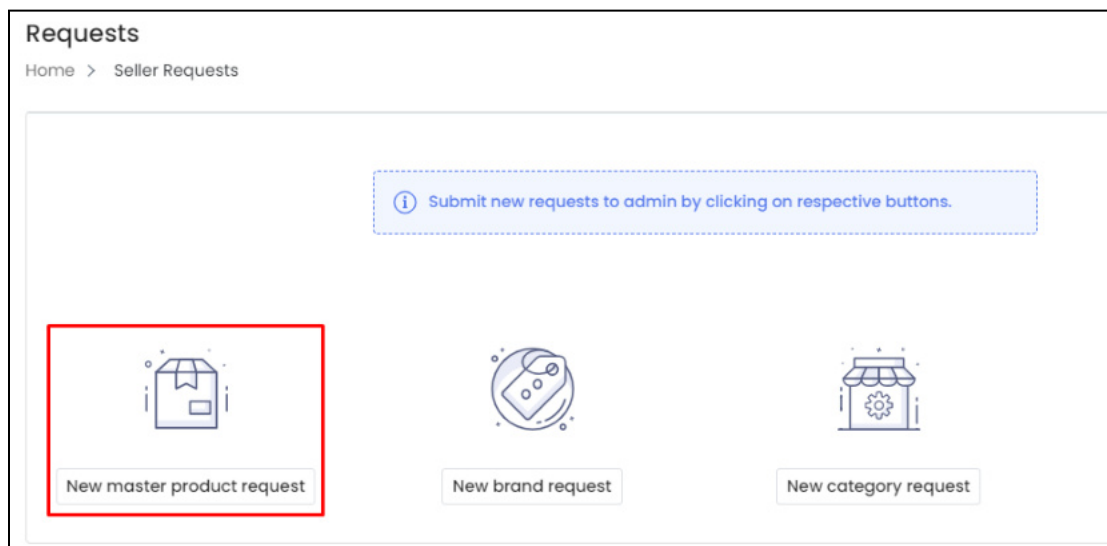 Requests
Home > Seller Requests
Submit new requests to admin by clicking on respective buttons.
New master product request
New brand request
New category request